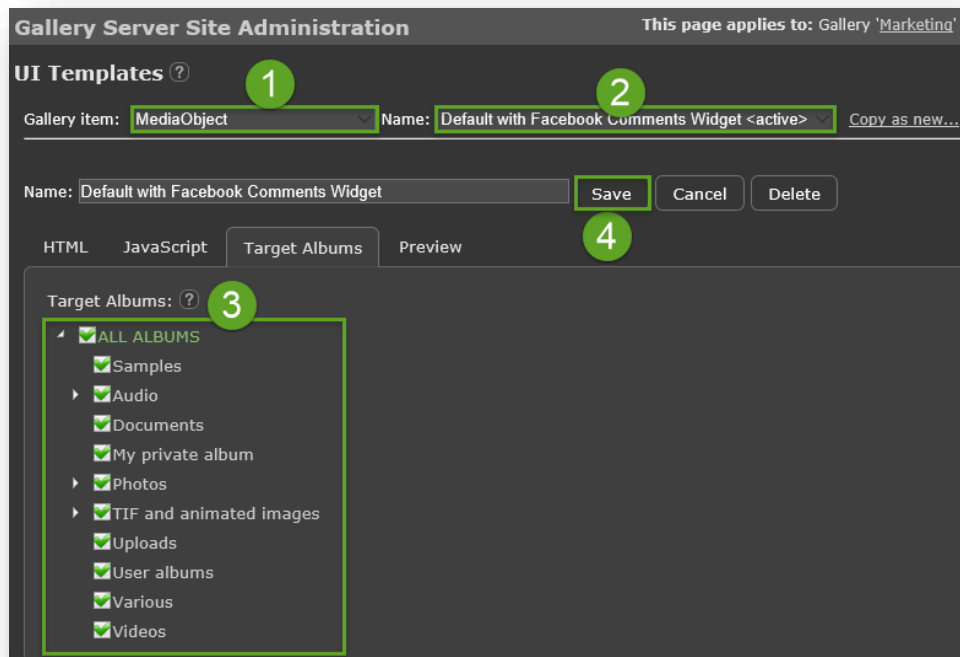 Gallery Server Site Administration This page applies to: Gallery 'Marketing'
UI Templates ?
1
2
Gallery item: MediaObject Name: Default with Facebook Comments Widget <active> Copy as new...
Name: Default with Facebook Comments Widget Save Cancel Delete
4
HTML JavaScript Target Albums Preview
Target Albums: ? 3
ALL ALBUMS
Samples
Audio
Documents
My private album
Photos
TIF and animated images
Uploads
User albums
Various
Videos